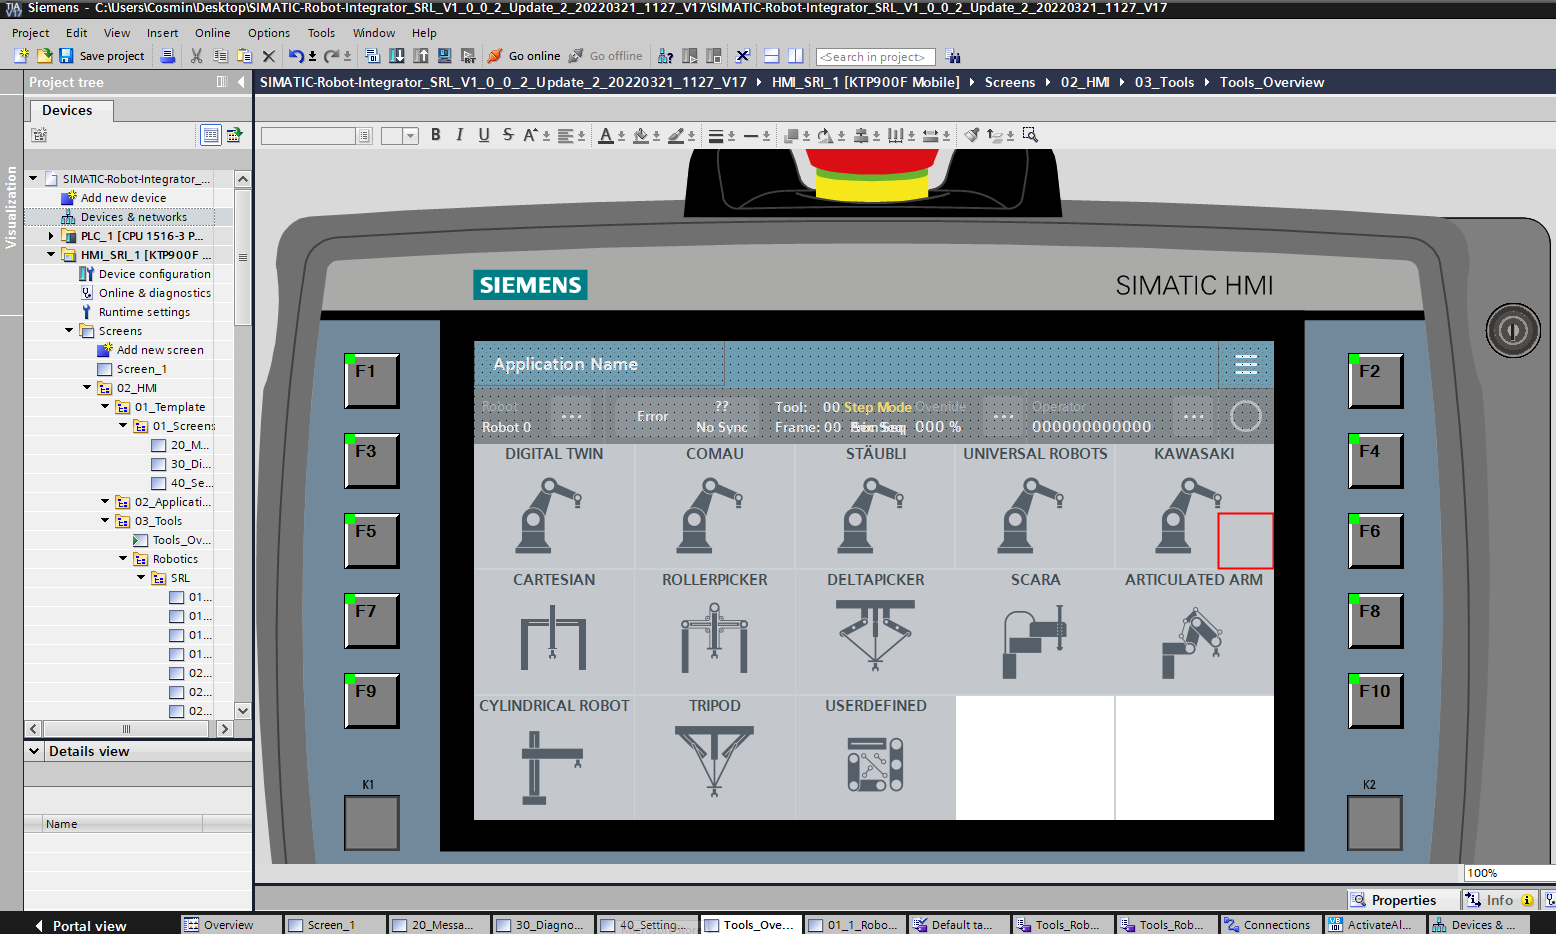 Siemens - C:\Users\Cosmin\Desktop\SIMATIC-Robot-Integrator_SRL_V1_0_0_2_Update_2_20220321_1127_V17\SIMATIC-Robot-Integrator_SRL_V1_0_0_2_Update_2_20220321_1127_V17
Project Edit View Insert Online Options Tools Window Help
Save project Go online Go offline <Search in project>
Project tree
SIMATIC-Robot-Integrator_SRL_V1_0_0_2_Update_2_20220321_1127_V17 HMI_SRI_1 [KTP900F Mobile] Screens 02_HMI 03_Tools Tools_Overview
Devices
B I U S A A
Visualization
SIMATIC-Robot-Integrator_...
Add new device
Devices & networks
PLC_1 [CPU 1516-3 P...
HMI_SRI_1 [KTP900F ...
Device configuration
Online & diagnostics
Runtime settings
Screens
Add new screen
Screen_1
02_HMI
01_Template
01_Screens
20_M...
30_Di...
40_Se...
02_Applicati...
03_Tools
Tools_Ov...
Robotics
SRL
01...
01...
01...
01...
02...
02...
02...
Details view
Name
SIEMENS
SIMATIC HMI
F1
F3
F5
F7
F9
K1
F2
F4
F6
F8
F10
K2
Application Name
Robot
Robot 0
...
Error
??
No Sync
Tool: 00
Frame: 00
Step Mode
Override
000 %
...
Operator
000000000000
...
DIGITAL TWIN COMAU STÄUBLI UNIVERSAL ROBOTS KAWASAKI
CARTESIAN ROLLERPICKER DELTAPICKER SCARA ARTICULATED ARM
CYLINDRICAL ROBOT TRIPOD USERDEFINED
100%
Properties Info
Portal view Overview Screen_1 20_Messa... 30_Diagno... 40_Setting... Tools_Ove... 01_1_Robo... Default ta... Tools_Rob... Tools_Rob... Connections ActivateAl... Devices & ...